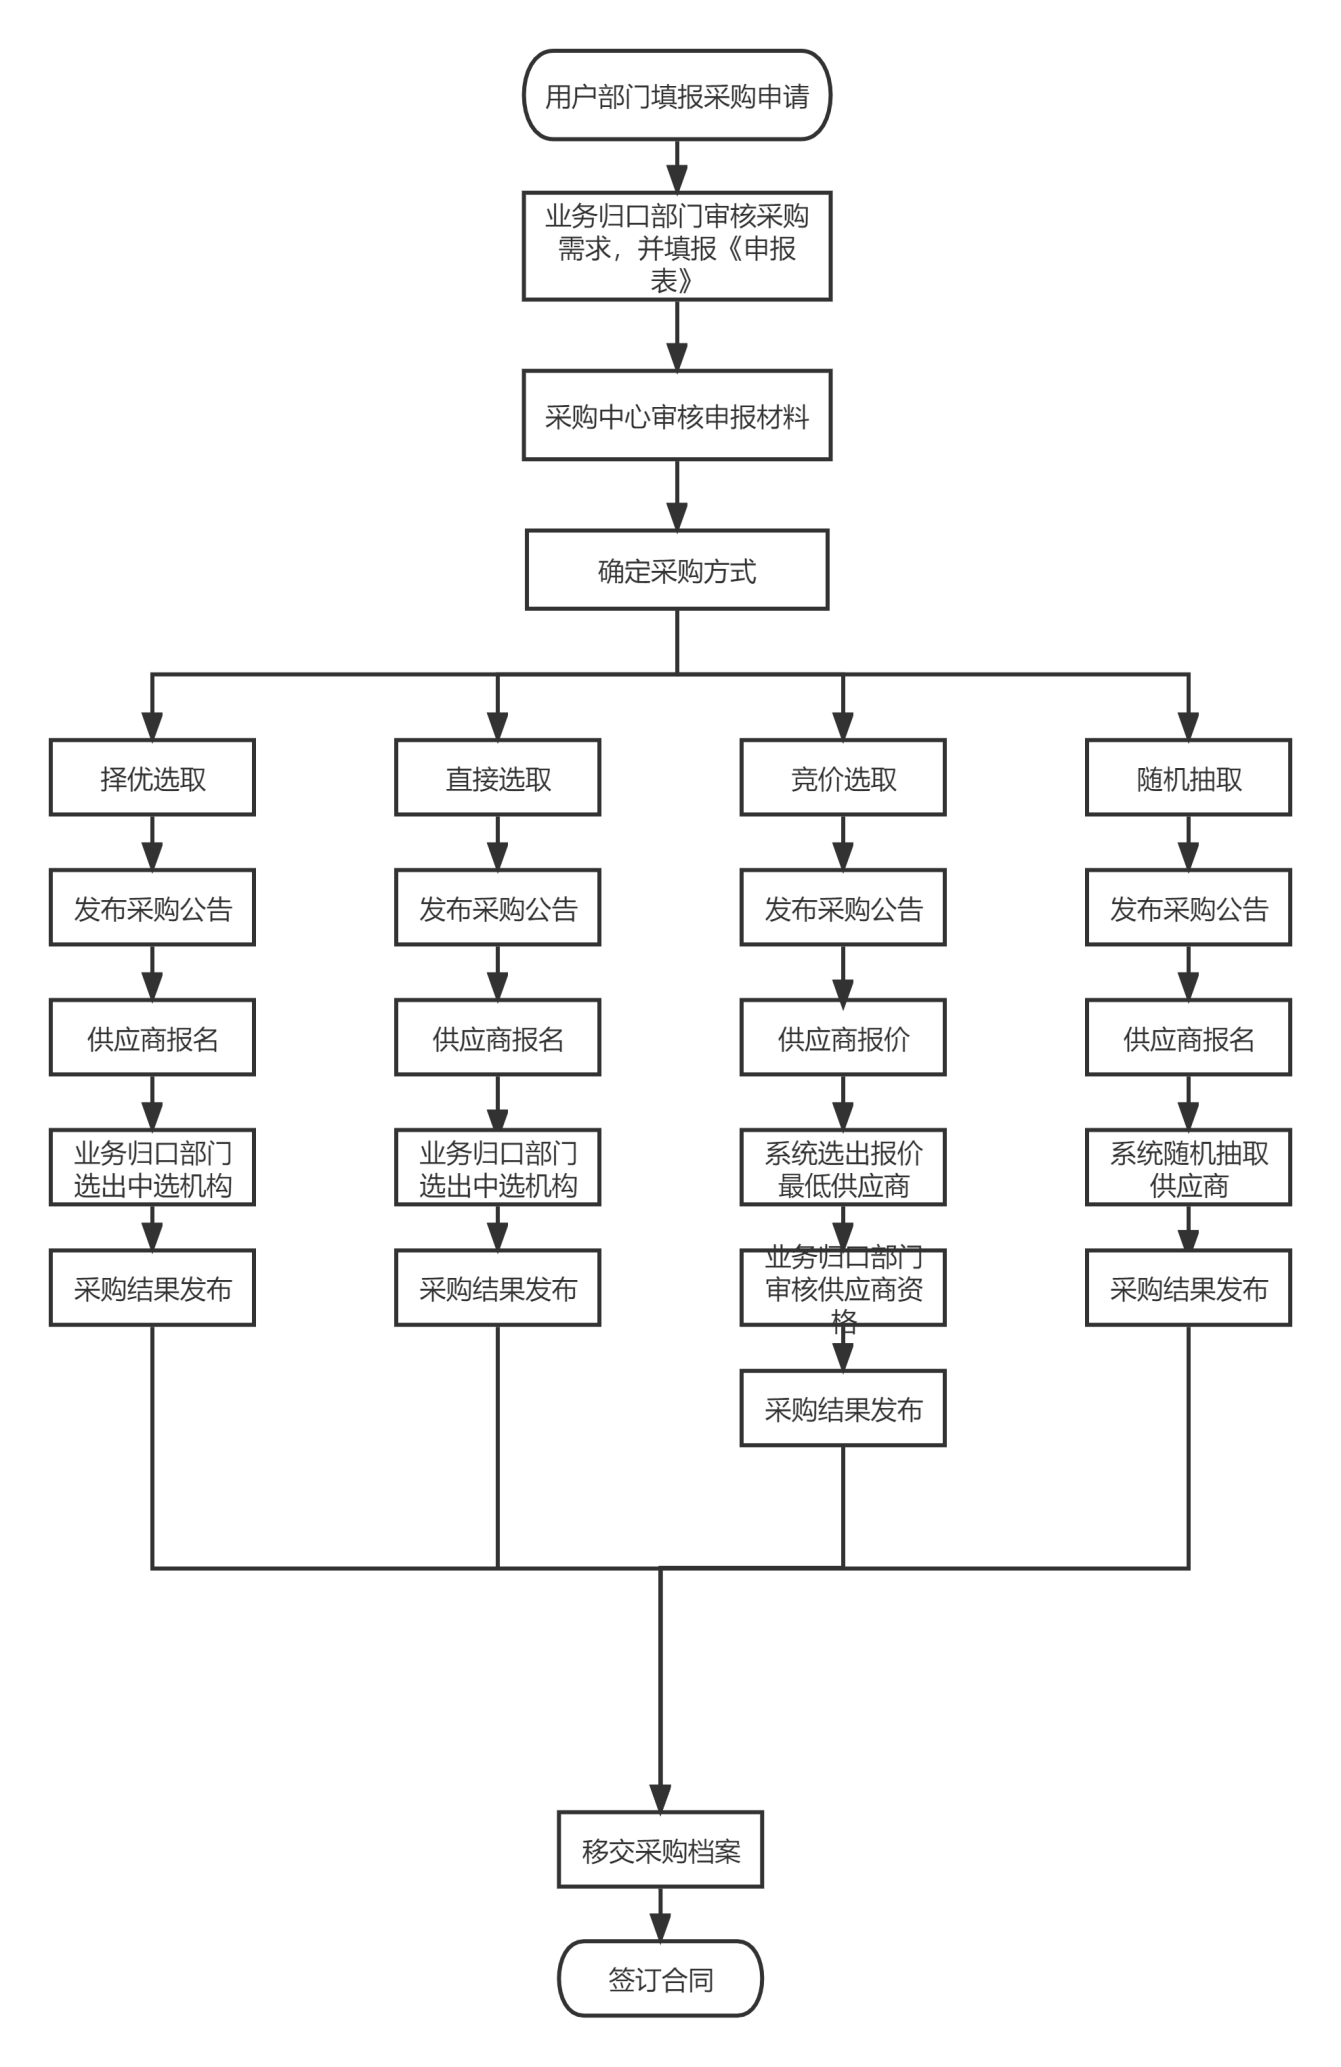 用户部门填报采购申请
业务归口部门审核采购
需求，并填报《申报
表》
采购中心审核申报材料
确定采购方式
择优选取
直接选取
竞价选取
随机抽取
发布采购公告
发布采购公告
发布采购公告
发布采购公告
供应商报名
供应商报名
供应商报价
供应商报名
业务归口部门
选出中选机构
业务归口部门
选出中选机构
系统选出报价
最低供应商
系统随机抽取
供应商
采购结果发布
采购结果发布
业务归口部门
审核供应商资
格
采购结果发布
采购结果发布
移交采购档案
签订合同